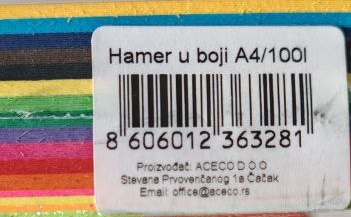 Hamer u boji A4/100l
8 606012 363281
Proizvođač: ACECO D.O.O
Stevana Prvovenčanog 1a Čačak
Email: office@aceco.rs